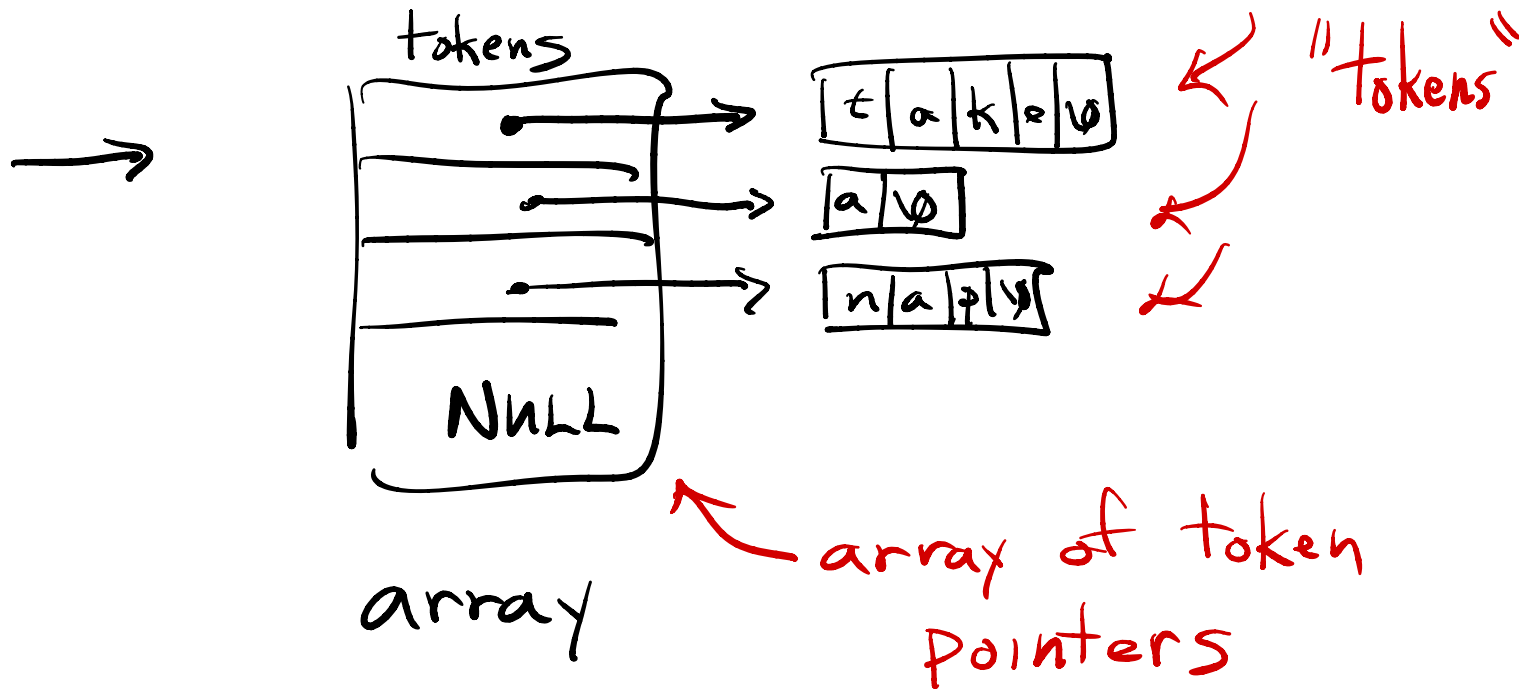 tokens
"tokens"
t a k e \0
a \0
n a p \0
NULL
array of token
pointers
array